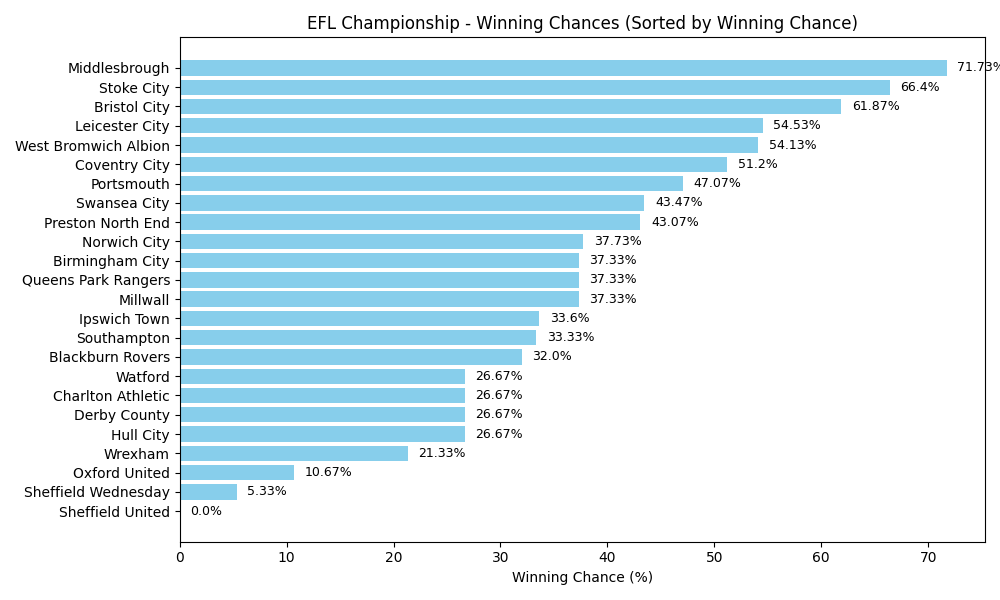 EFL Championship - Winning Chances (Sorted by Winning Chance)
Middlesbrough 71.73%
Stoke City 66.4%
Bristol City 61.87%
Leicester City 54.53%
West Bromwich Albion 54.13%
Coventry City 51.2%
Portsmouth 47.07%
Swansea City 43.47%
Preston North End 43.07%
Norwich City 37.73%
Birmingham City 37.33%
Queens Park Rangers 37.33%
Millwall 37.33%
Ipswich Town 33.6%
Southampton 33.33%
Blackburn Rovers 32.0%
Watford 26.67%
Charlton Athletic 26.67%
Derby County 26.67%
Hull City 26.67%
Wrexham 21.33%
Oxford United 10.67%
Sheffield Wednesday 5.33%
Sheffield United 0.0%
0 10 20 30 40 50 60 70
Winning Chance (%)